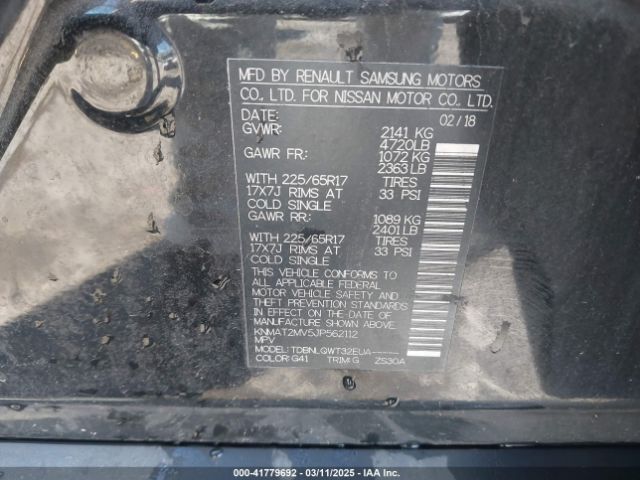 MFD BY RENAULT SAMSUNG MOTORS
CO., LTD. FOR NISSAN MOTOR CO., LTD.
DATE: 02/18
GVWR: 2141 KG
4720LB
GAWR FR: 1072 KG
2363 LB
WITH 225/65R17 TIRES
17X7J RIMS AT 33 PSI
COLD SINGLE
GAWR RR: 1089 KG
2401 LB
WITH 225/65R17 TIRES
17X7J RIMS AT 33 PSI
COLD SINGLE
THIS VEHICLE CONFORMS TO
ALL APPLICABLE FEDERAL
MOTOR VEHICLE SAFETY AND
THEFT PREVENTION STANDARDS
IN EFFECT ON THE DATE OF
MANUFACTURE SHOWN ABOVE.
KNMAT2MV5JP562112
MPV
MODEL: TDBNLQWT32EUA-----
COLOR: G41 TRIM: G ZS30A
000-41779692 - 03/11/2025 - IAA Inc.